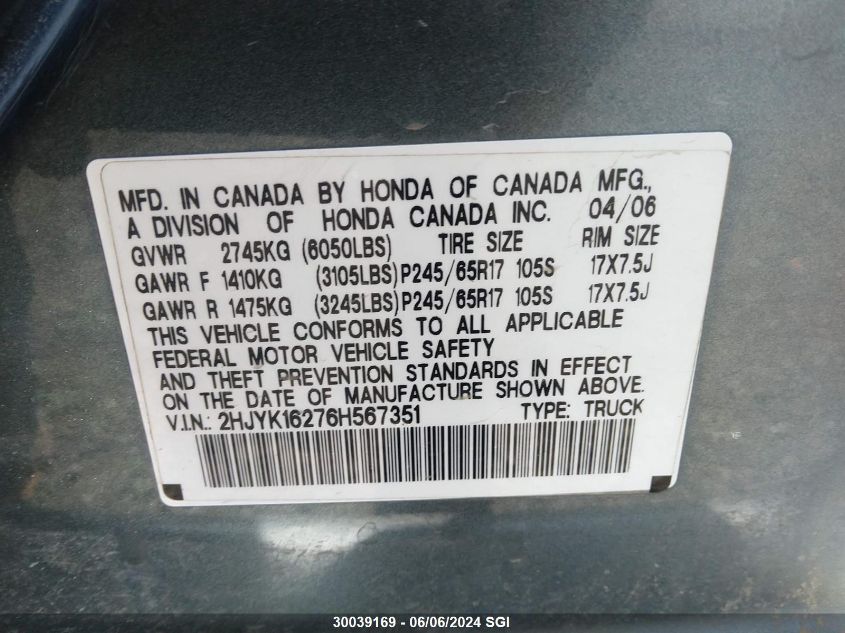 MFD. IN CANADA BY HONDA OF CANADA MFG.,
A DIVISION OF HONDA CANADA INC. 04/06
GVWR 2745KG (6050LBS) TIRE SIZE RIM SIZE
GAWR F 1410KG (3105LBS) P245/65R17 105S 17X7.5J
GAWR R 1475KG (3245LBS) P245/65R17 105S 17X7.5J
THIS VEHICLE CONFORMS TO ALL APPLICABLE
FEDERAL MOTOR VEHICLE SAFETY
AND THEFT PREVENTION STANDARDS IN EFFECT
ON THE DATE OF MANUFACTURE SHOWN ABOVE.
V.I.N.: 2HJYK16276H567351 TYPE: TRUCK
30039169 - 06/06/2024 SGI